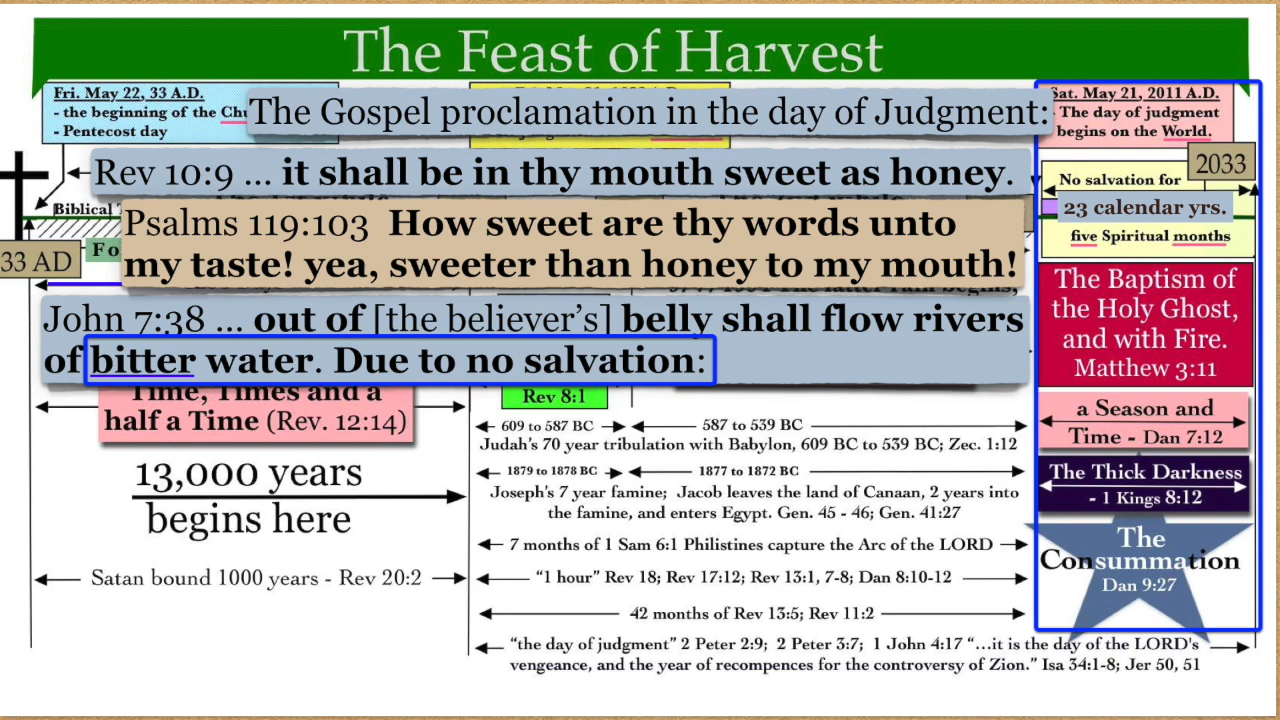 The Feast of Harvest
Fri. May 22, 33 A.D.
- the beginning of the Chu
- Pentecost day
The Gospel proclamation in the day of Judgment:
Sat. May 21, 2011 A.D.
The day of judgment
begins on the World.
2033
Rev 10:9 ... it shall be in thy mouth sweet as honey.
No salvation for
23 calendar yrs.
five Spiritual months
Biblical
Psalms 119:103 How sweet are thy words unto
my taste! yea, sweeter than honey to my mouth!
33 AD
Fo
John 7:38 ... out of [the believer's] belly shall flow rivers
of bitter water. Due to no salvation:
The Baptism of
the Holy Ghost,
and with Fire.
Matthew 3:11
Time, Times and a
half a Time (Rev. 12:14)
Rev 8:1
a Season and
Time - Dan 7:12
609 to 587 BC
587 to 539 BC
Judah's 70 year tribulation with Babylon, 609 BC to 539 BC; Zec. 1:12
1879 to 1878 BC
1877 to 1872 BC
Joseph's 7 year famine; Jacob leaves the land of Canaan, 2 years into
the famine, and enters Egypt. Gen. 45 - 46; Gen. 41:27
The Thick Darkness
- 1 Kings 8:12
13,000 years
begins here
7 months of 1 Sam 6:1 Philistines capture the Arc of the LORD
The
Consummation
Dan 9:27
Satan bound 1000 years - Rev 20:2
“1 hour” Rev 18; Rev 17:12; Rev 13:1, 7-8; Dan 8:10-12
42 months of Rev 13:5; Rev 11:2
“the day of judgment” 2 Peter 2:9; 2 Peter 3:7; 1 John 4:17 “...it is the day of the LORD's
vengeance, and the year of recompences for the controversy of Zion.” Isa 34:1-8; Jer 50, 51